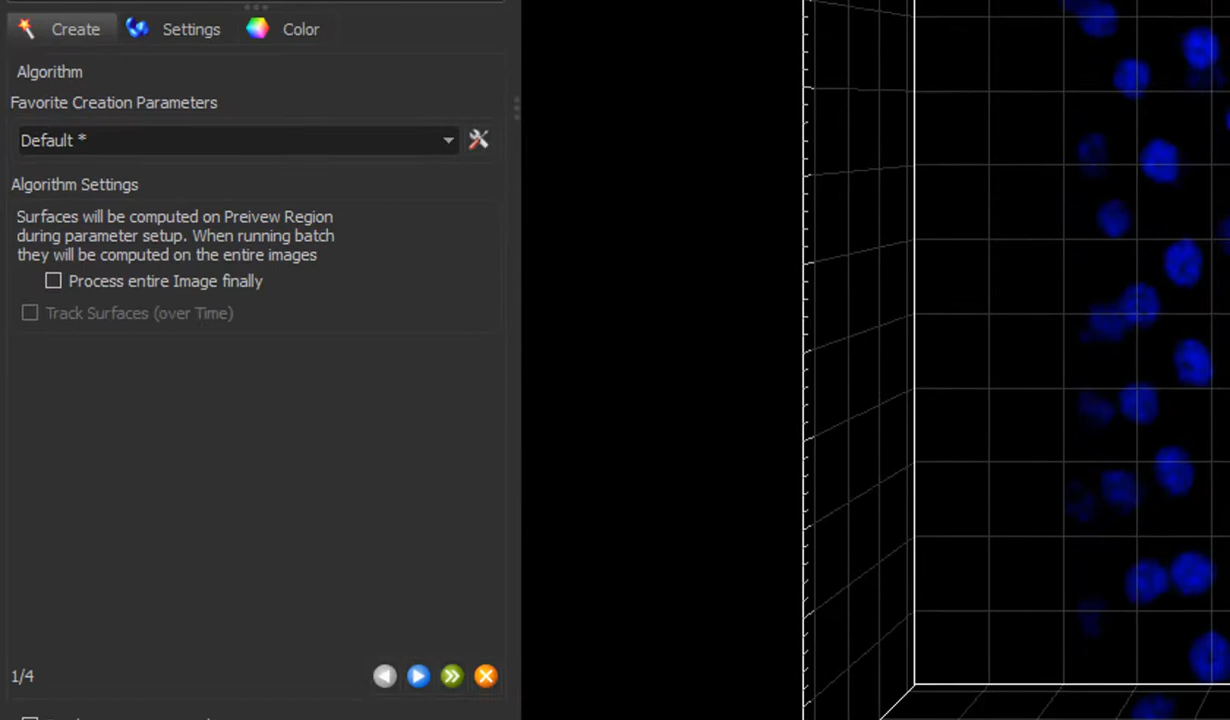 Create Settings Color
Algorithm
Favorite Creation Parameters
Default *
Algorithm Settings
Surfaces will be computed on Preivew Region
during parameter setup. When running batch
they will be computed on the entire images
Process entire Image finally
Track Surfaces (over Time)
1/4